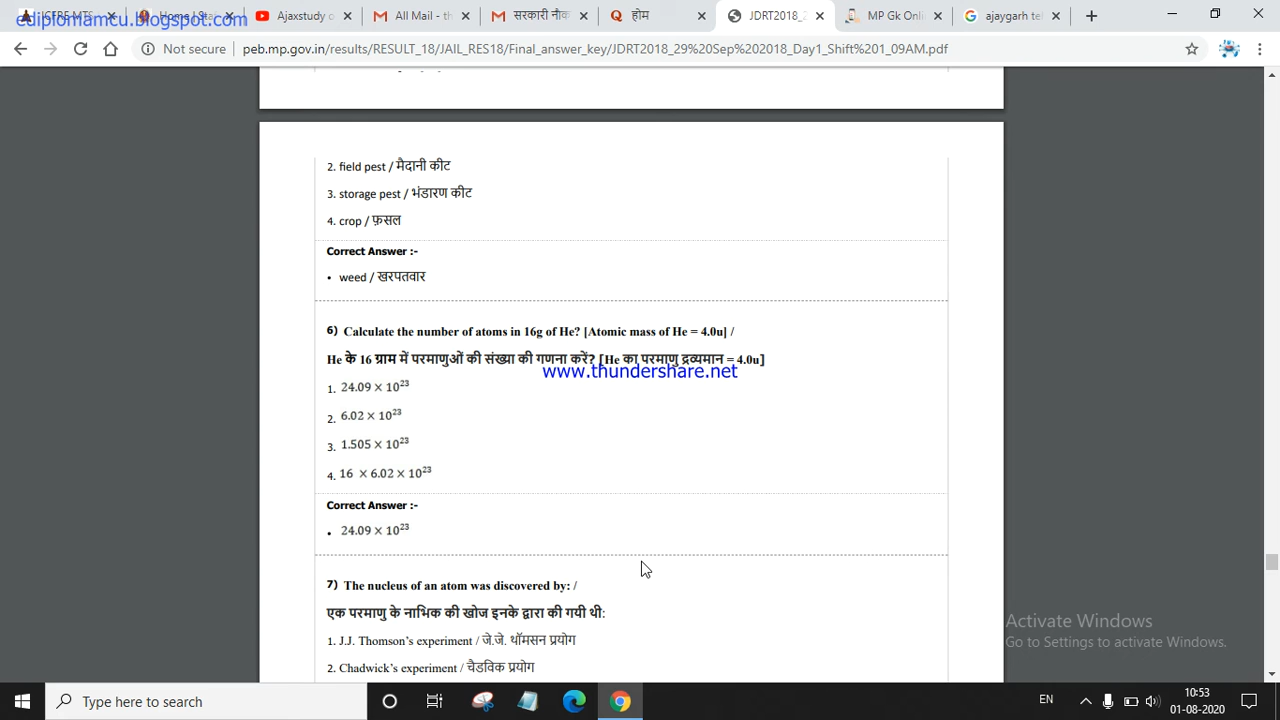 ediplomamcu.blogspot.com
Ajaxstudy o
All Mail - th
सरकारी नौक
होम
JDRT2018_2
MP Gk Onli
ajaygarh te
Not secure
peb.mp.gov.in/results/RESULT_18/JAIL_RES18/Final_answer_key/JDRT2018_29%20Sep%202018_Day1_Shift%201_09AM.pdf
2. field pest / मैदानी कीट
3. storage pest / भंडारण कीट
4. crop / फ़सल
Correct Answer :-
• weed / खरपतवार
6) Calculate the number of atoms in 16g of He? [Atomic mass of He = 4.0u] /
He के 16 ग्राम में परमाणुओं की संख्या की गणना करें? [He का परमाणु द्रव्यमान = 4.0u]
www.thundershare.net
1. 24.09 × 10²³
2. 6.02 × 10²³
3. 1.505 × 10²³
4. 16 × 6.02 × 10²³
Correct Answer :-
• 24.09 × 10²³
7) The nucleus of an atom was discovered by: /
एक परमाणु के नाभिक की खोज इनके द्वारा की गयी थी:
1. J.J. Thomson's experiment / जे.जे. थॉमसन प्रयोग
2. Chadwick's experiment / चैडविक प्रयोग
Activate Windows
Go to Settings to activate Windows.
Type here to search
EN
10:53
01-08-2020